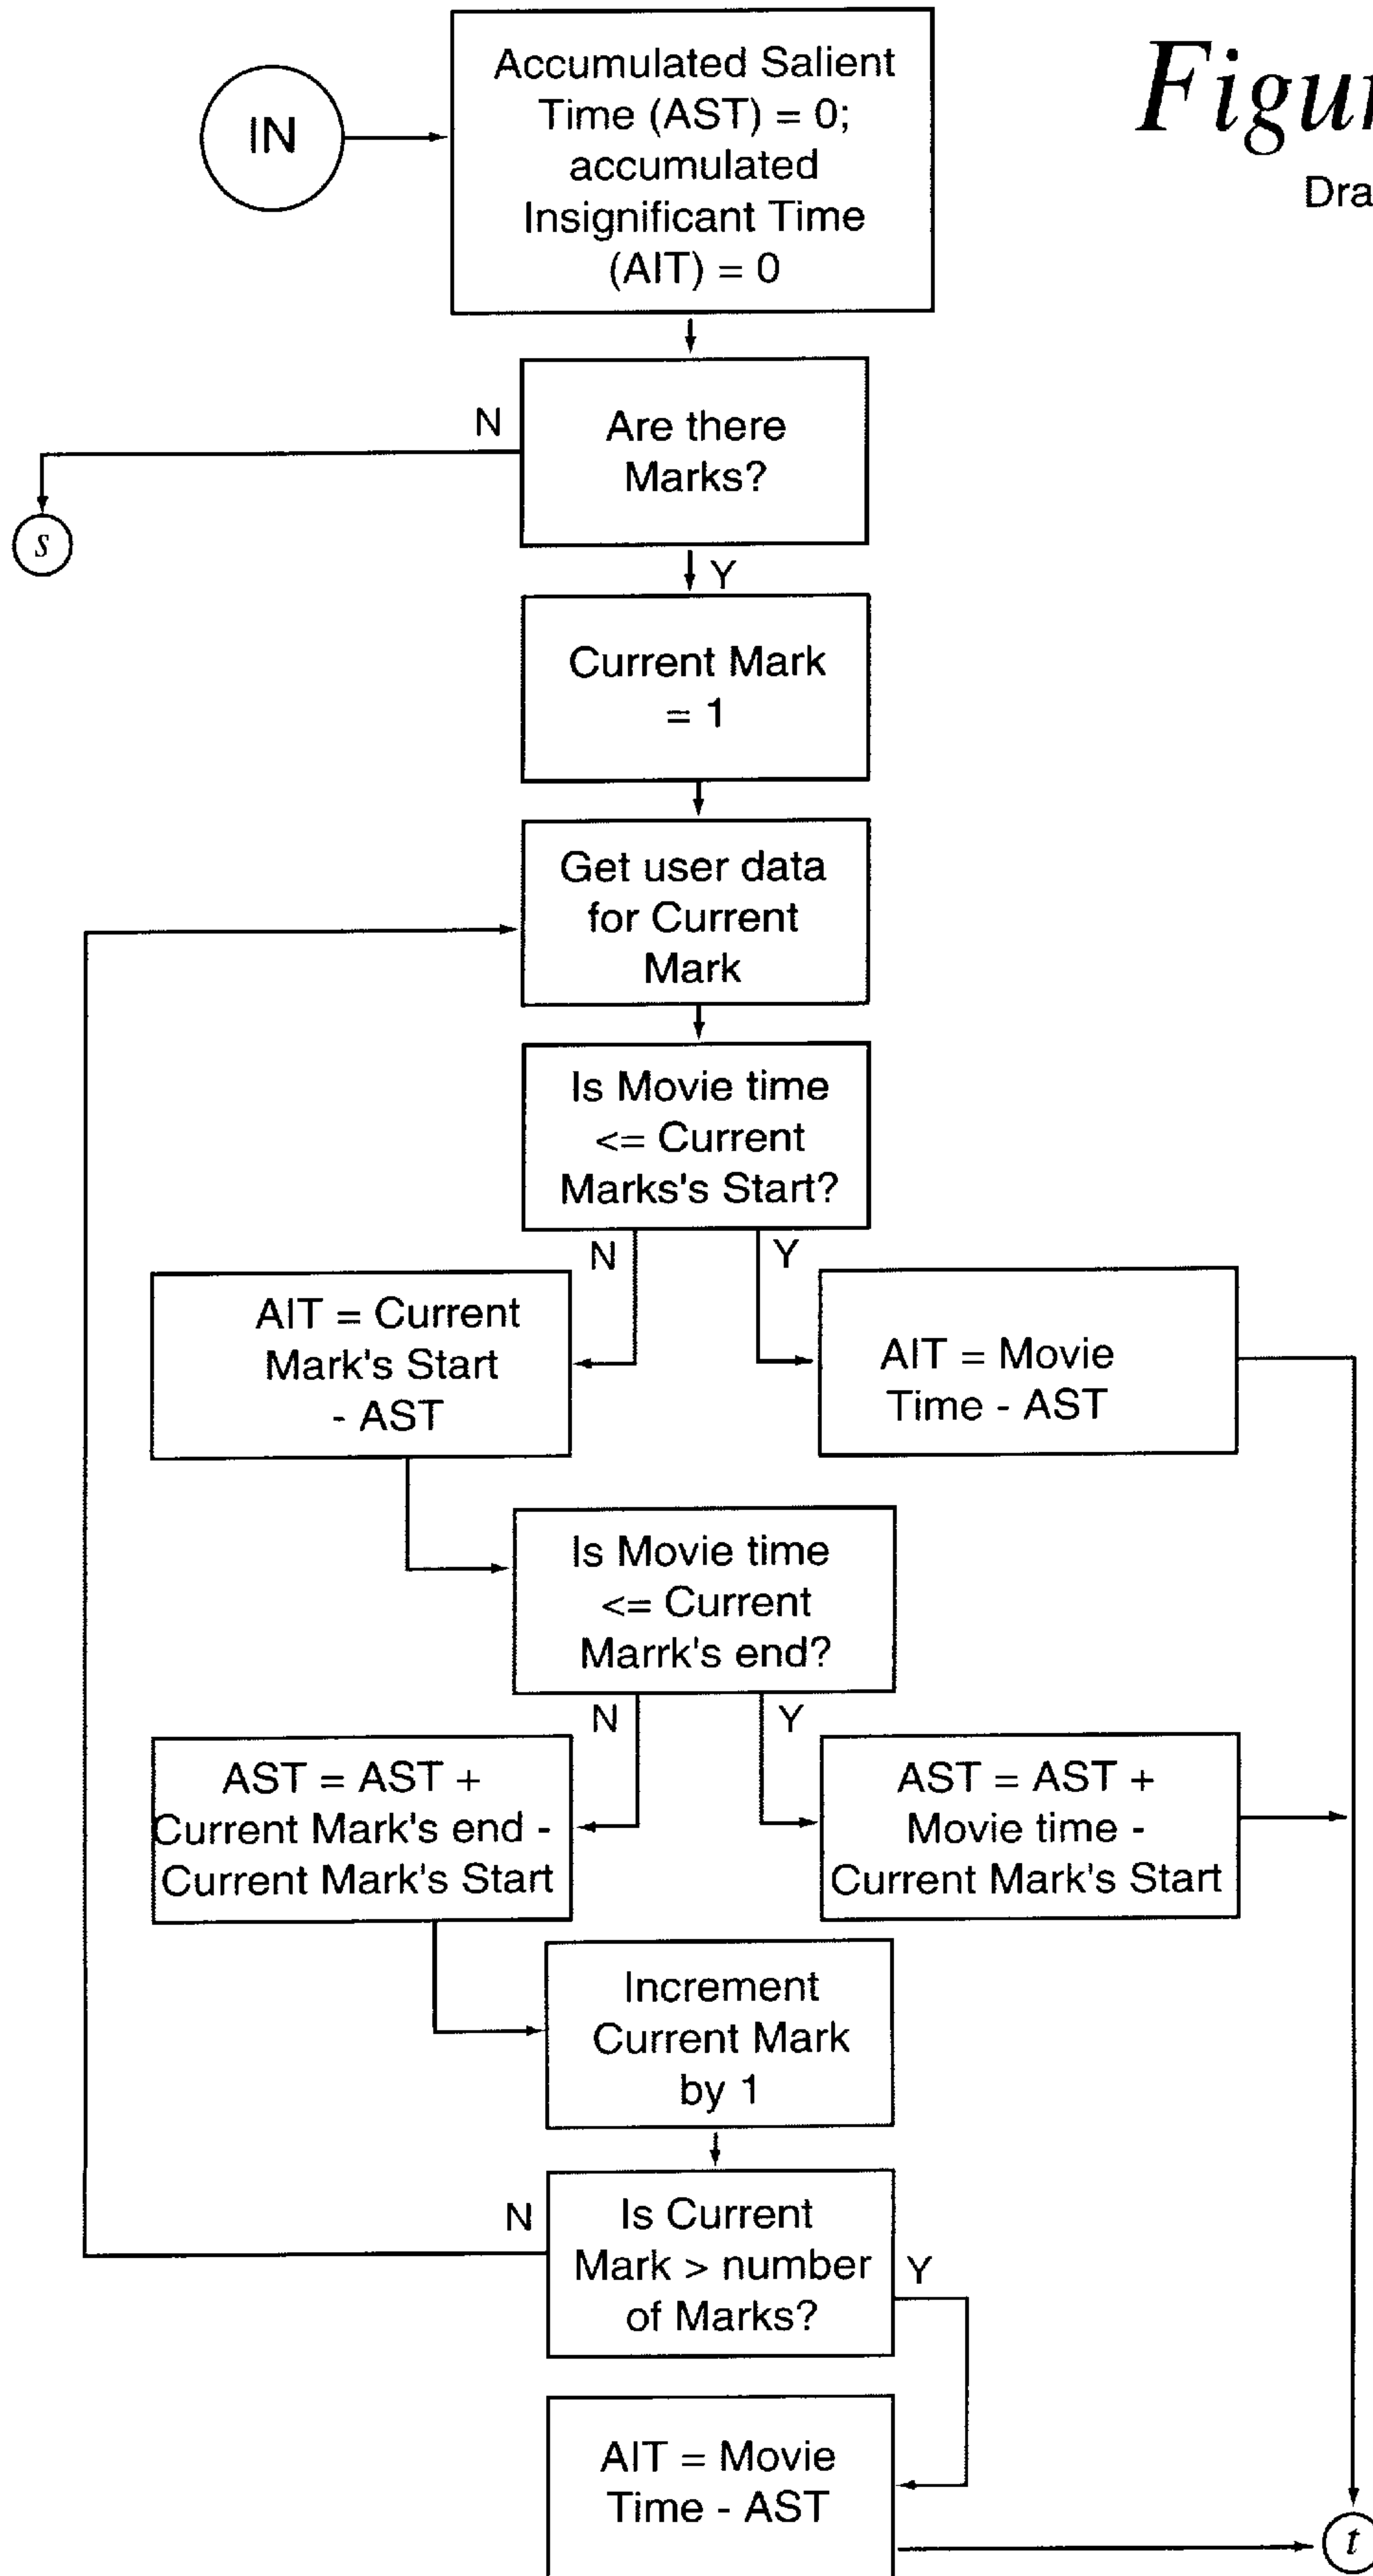 IN
Accumulated Salient
Time (AST) = 0;
accumulated
Insignificant Time
(AIT) = 0
Are there
Marks?
N
s
Y
Current Mark
= 1
Get user data
for Current
Mark
Is Movie time
<= Current
Marks's Start?
N
Y
AIT = Current
Mark's Start
- AST
AIT = Movie
Time - AST
Is Movie time
<= Current
Marrk's end?
N
Y
AST = AST +
Current Mark's end -
Current Mark's Start
AST = AST +
Movie time -
Current Mark's Start
Increment
Current Mark
by 1
Is Current
Mark > number
of Marks?
N
Y
AIT = Movie
Time - AST
t